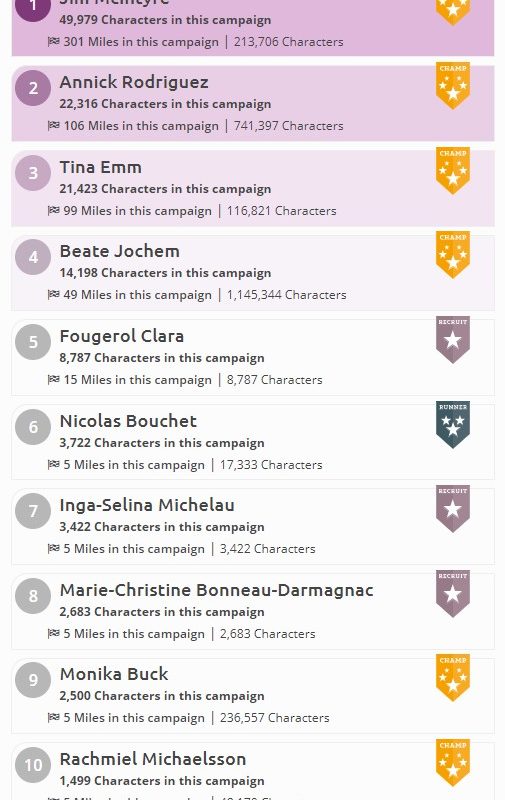 1
Jim McIntyre
49,979 Characters in this campaign
301 Miles in this campaign | 213,706 Characters
CHAMP
2
Annick Rodriguez
22,316 Characters in this campaign
106 Miles in this campaign | 741,397 Characters
CHAMP
3
Tina Emm
21,423 Characters in this campaign
99 Miles in this campaign | 116,821 Characters
CHAMP
4
Beate Jochem
14,198 Characters in this campaign
49 Miles in this campaign | 1,145,344 Characters
RECRUIT
5
Fougerol Clara
8,787 Characters in this campaign
15 Miles in this campaign | 8,787 Characters
RUNNER
6
Nicolas Bouchet
3,722 Characters in this campaign
5 Miles in this campaign | 17,333 Characters
RECRUIT
7
Inga-Selina Michelau
3,422 Characters in this campaign
5 Miles in this campaign | 3,422 Characters
RECRUIT
8
Marie-Christine Bonneau-Darmagnac
2,683 Characters in this campaign
5 Miles in this campaign | 2,683 Characters
CHAMP
9
Monika Buck
2,500 Characters in this campaign
5 Miles in this campaign | 236,557 Characters
CHAMP
10
Rachmiel Michaelsson
1,499 Characters in this campaign